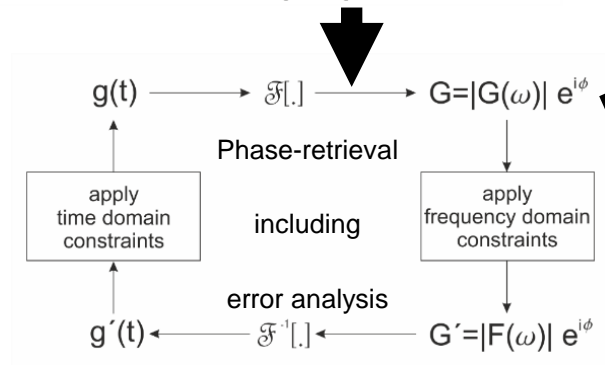 g(t) ℱ[.] G=|G(ω)| e^{iϕ}
Phase-retrieval
apply
time domain
constraints
including
apply
frequency domain
constraints
error analysis
g´(t) ℱ⁻¹[.] G´=|F(ω)| e^{iϕ}